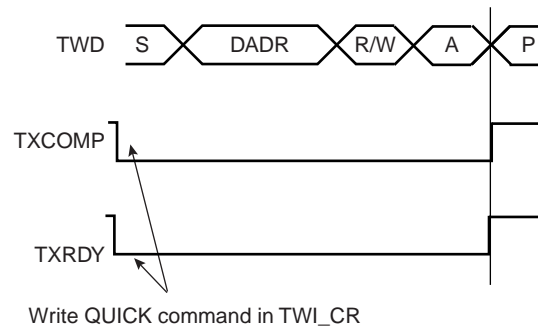 TWD S DADR R/W A P
TXCOMP
TXRDY
Write QUICK command in TWI_CR